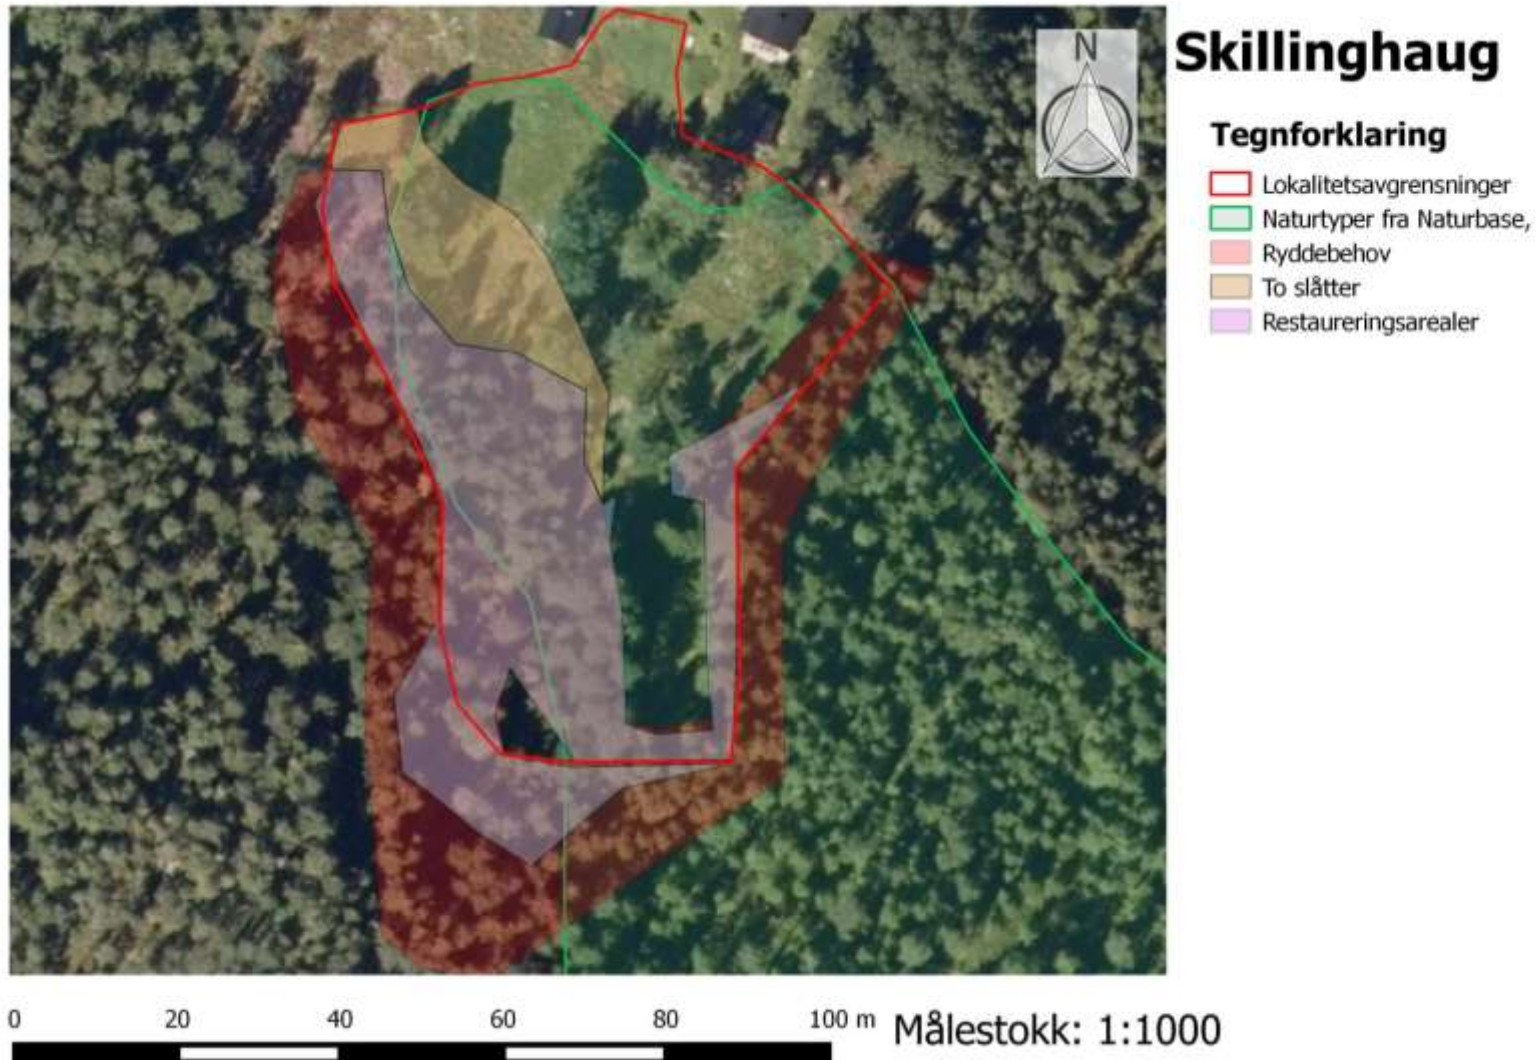 N
Skillinghaug
Tegnforklaring
Lokalitetsavgrensninger
Naturtyper fra Naturbase,
Ryddebehov
To slåtter
Restaureringsarealer
0 20 40 60 80 100 m
Målestokk: 1:1000